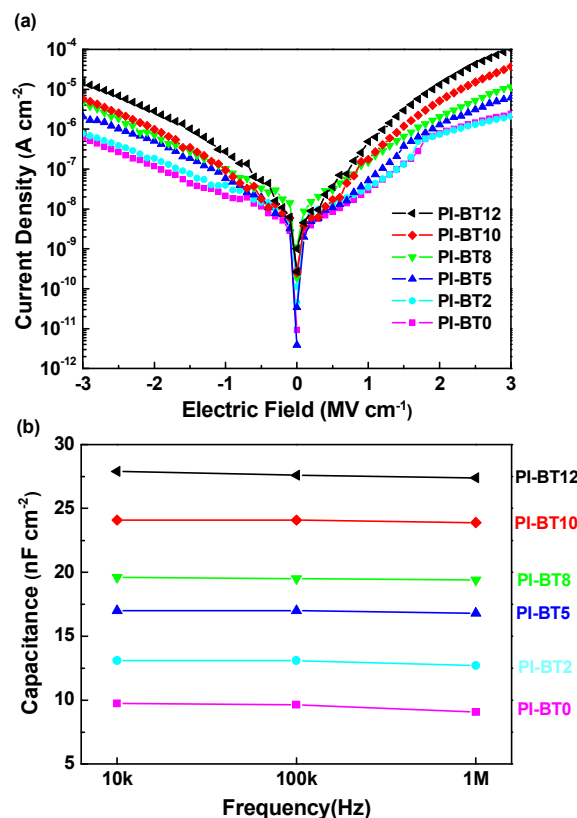 (a)
Current Density (A cm⁻²)
10⁻⁴
10⁻⁵
10⁻⁶
10⁻⁷
10⁻⁸
10⁻⁹
10⁻¹⁰
10⁻¹¹
10⁻¹²
PI-BT12
PI-BT10
PI-BT8
PI-BT5
PI-BT2
PI-BT0
-3 -2 -1 0 1 2 3
Electric Field (MV cm⁻¹)
(b)
Capacitance (nF cm⁻²)
30
25
20
15
10
5
PI-BT12
PI-BT10
PI-BT8
PI-BT5
PI-BT2
PI-BT0
10k 100k 1M
Frequency(Hz)